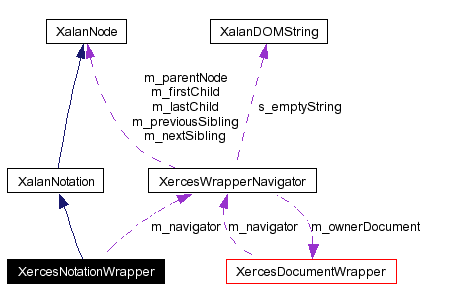 XalanNode
XalanDOMString
m_parentNode
m_firstChild
m_lastChild
m_previousSibling
m_nextSibling
s_emptyString
XalanNotation
XercesWrapperNavigator
m_navigator
m_navigator
m_ownerDocument
XercesNotationWrapper
XercesDocumentWrapper